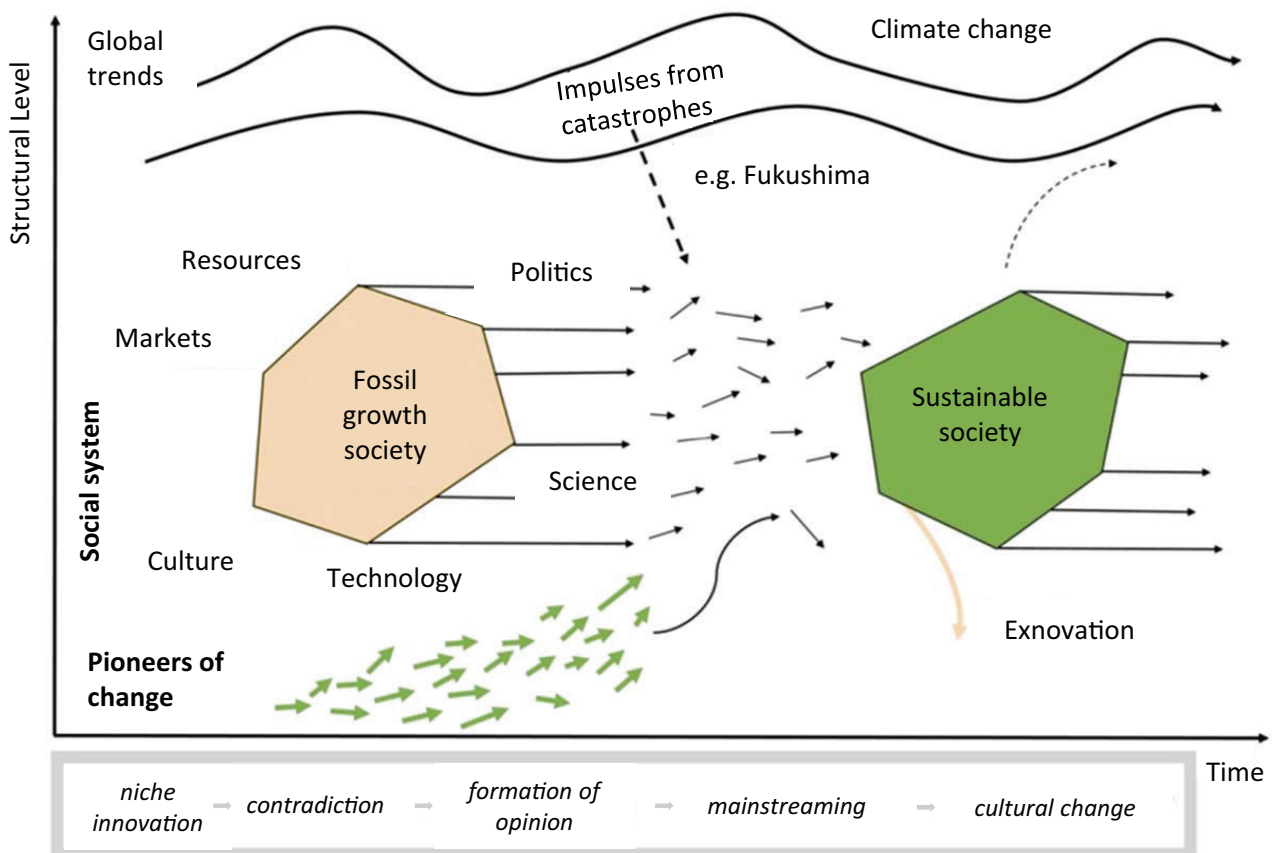 Structural Level
Global
trends
Climate change
Impulses from
catastrophes
e.g. Fukushima
Resources
Politics
Markets
Fossil
growth
society
Sustainable
society
Social system
Science
Culture
Technology
Exnovation
Pioneers of
change
Time
niche
innovation
contradiction
formation of
opinion
mainstreaming
cultural change